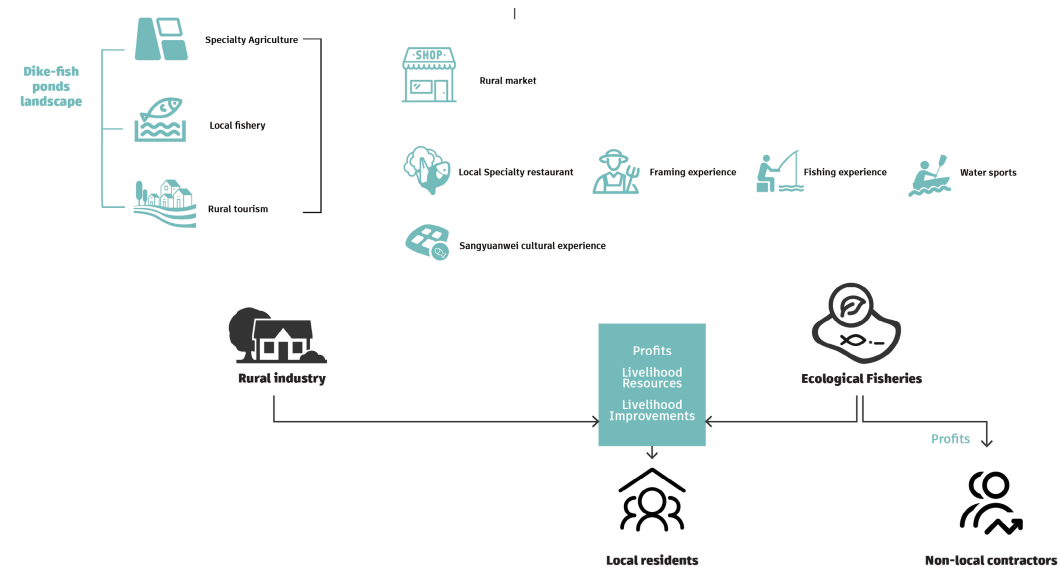 Specialty Agriculture
Dike-fish
ponds
landscape
·SHOP·
Rural market
Local fishery
Local Specialty restaurant
Framing experience
Fishing experience
Water sports
Rural tourism
Sangyuanwei cultural experience
Rural industry
Profits
Livelihood
Resources
Livelihood
Improvements
Ecological Fisheries
Profits
Local residents
Non-local contractors